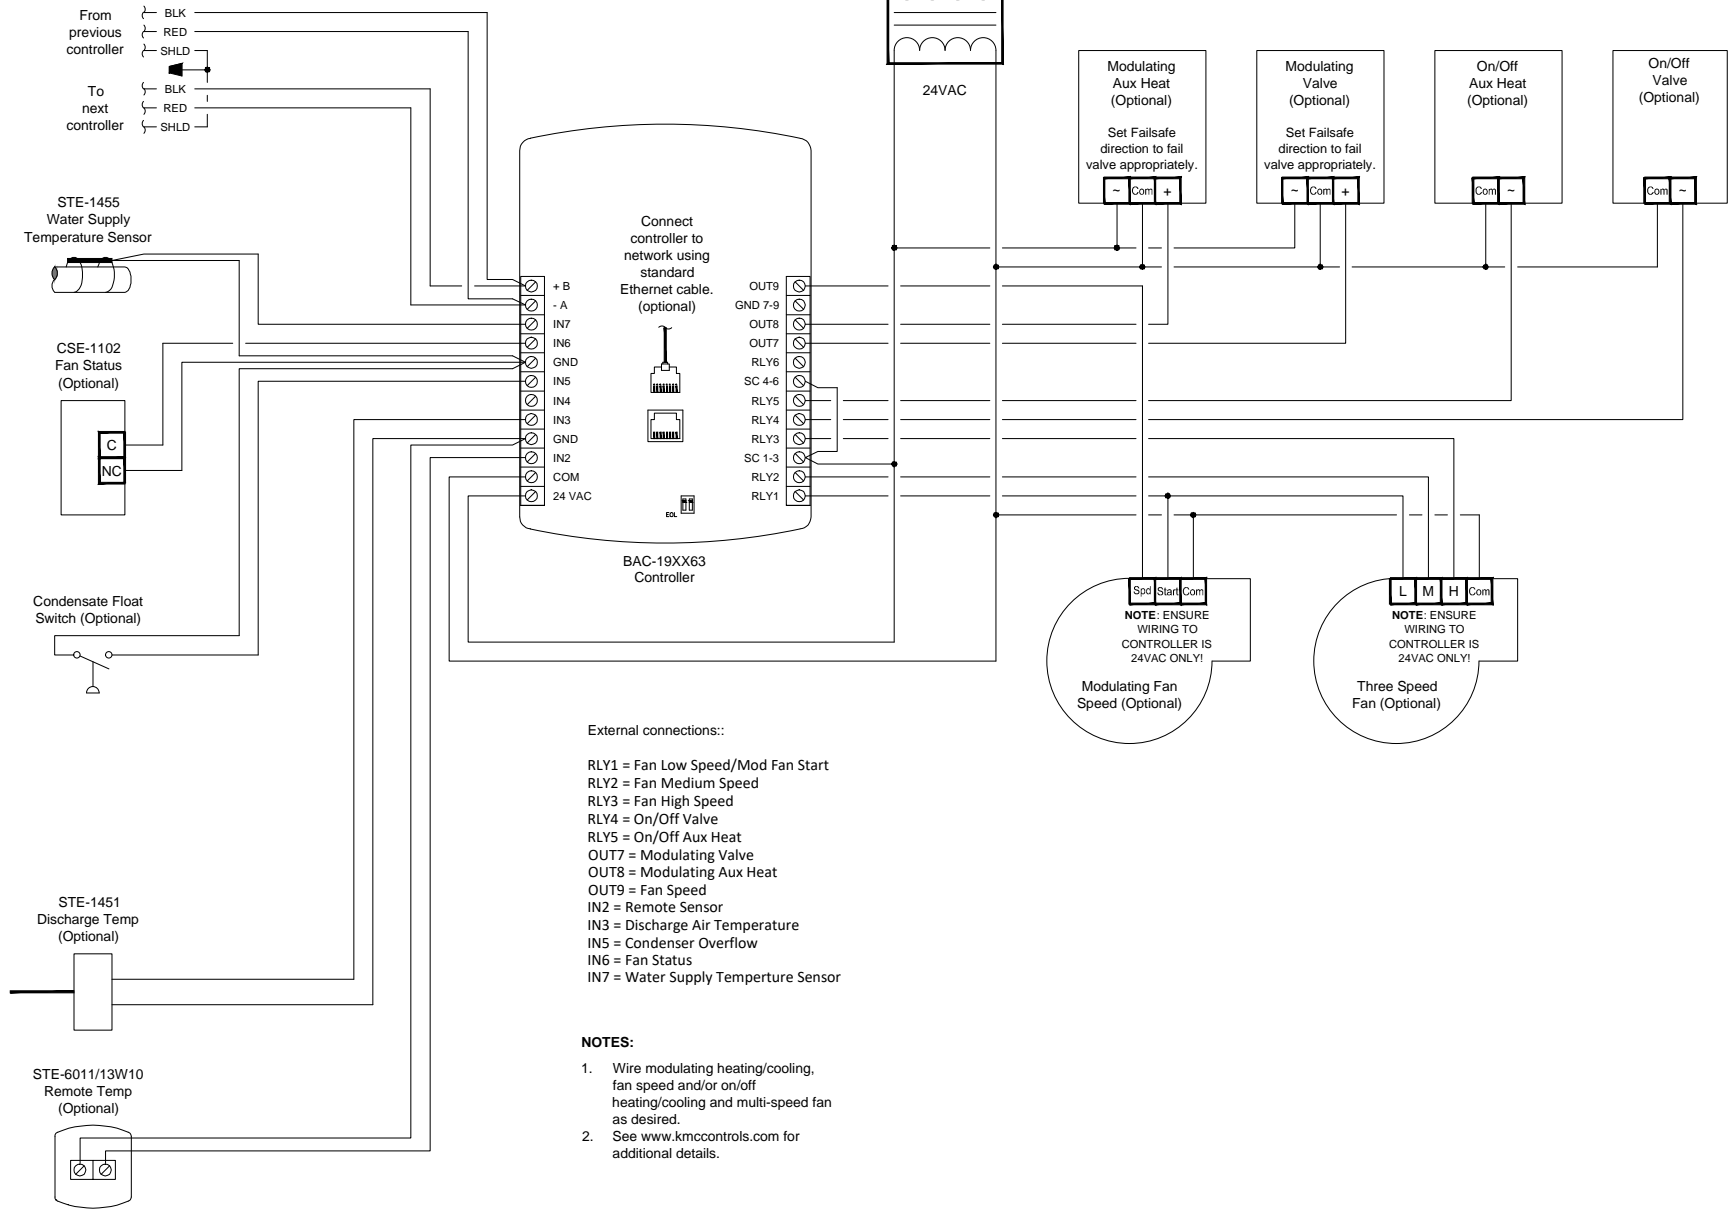 From
previous
controller
BLK
RED
SHLD
To
next
controller
BLK
RED
SHLD
STE-1455
Water Supply
Temperature Sensor
CSE-1102
Fan Status
(Optional)
C
NC
Condensate Float
Switch (Optional)
STE-1451
Discharge Temp
(Optional)
STE-6011/13W10
Remote Temp
(Optional)
Connect
controller to
network using
standard
Ethernet cable.
(optional)
+ B
- A
IN7
IN6
GND
IN5
IN4
IN3
GND
IN2
COM
24 VAC
OUT9
GND 7-9
OUT8
OUT7
RLY6
SC 4-6
RLY5
RLY4
RLY3
SC 1-3
RLY2
RLY1
EOL
BAC-19XX63
Controller
24VAC
Modulating
Aux Heat
(Optional)
Set Failsafe
direction to fail
valve appropriately.
~ Com +
Modulating
Valve
(Optional)
Set Failsafe
direction to fail
valve appropriately.
~ Com +
On/Off
Aux Heat
(Optional)
Com ~
On/Off
Valve
(Optional)
Com ~
Spd Start Com
NOTE: ENSURE
WIRING TO
CONTROLLER IS
24VAC ONLY!
Modulating Fan
Speed (Optional)
L M H Com
NOTE: ENSURE
WIRING TO
CONTROLLER IS
24VAC ONLY!
Three Speed
Fan (Optional)
External connections::
RLY1 = Fan Low Speed/Mod Fan Start
RLY2 = Fan Medium Speed
RLY3 = Fan High Speed
RLY4 = On/Off Valve
RLY5 = On/Off Aux Heat
OUT7 = Modulating Valve
OUT8 = Modulating Aux Heat
OUT9 = Fan Speed
IN2 = Remote Sensor
IN3 = Discharge Air Temperature
IN5 = Condenser Overflow
IN6 = Fan Status
IN7 = Water Supply Temperture Sensor
NOTES:
1. Wire modulating heating/cooling,
fan speed and/or on/off
heating/cooling and multi-speed fan
as desired.
2. See www.kmccontrols.com for
additional details.